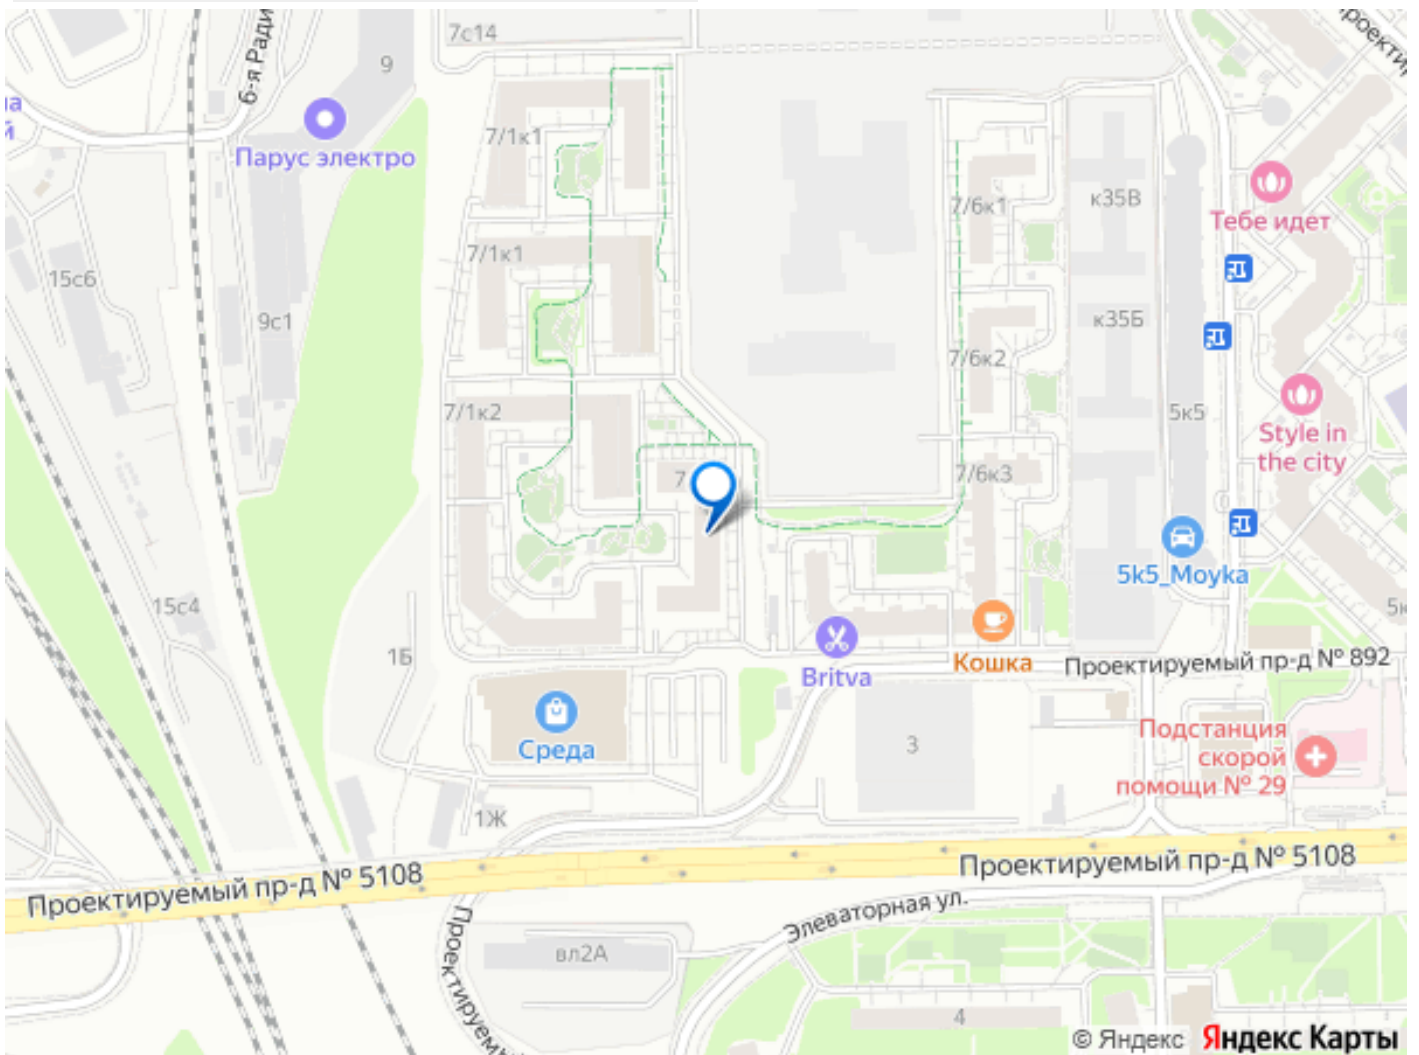 7с14
9
6-я Ради
Проекти
Парус электро
7/1к1
15с6
9с1
7/1к1
7/6к1
к35В
Тебе идет
к35Б
7/6к2
7/1к2
5к5
Style in
the city
7
7/6к3
5k5_Moyka
15с4
1Б
Britva
Кошка
Проектируемый пр-д № 892
Среда
3
Подстанция
скорой
помощи № 29
1Ж
Проектируемый пр-д № 5108
Проектируемый пр-д № 5108
Элеваторная ул.
Проектируемый
вл2А
4
© Яндекс Яндекс Карты